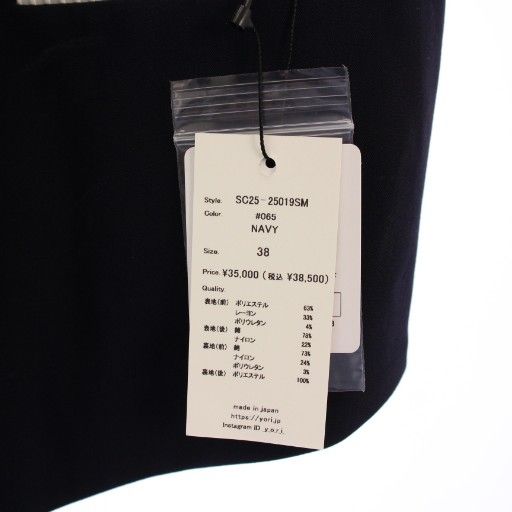 Style. SC25-25019SM
Color. #065
NAVY
Size. 38
Price. ¥35,000 (税込 ¥38,500)
Quality.
表地(前) ポリエステル 63%
レーヨン 33%
ポリウレタン 4%
表地(後) 綿 78%
ナイロン 22%
裏地(前) 綿 73%
ナイロン 24%
ポリウレタン 3%
裏地(後) ポリエステル 100%
made in japan
https://yori.jp
Instagram ID y.o.r.i